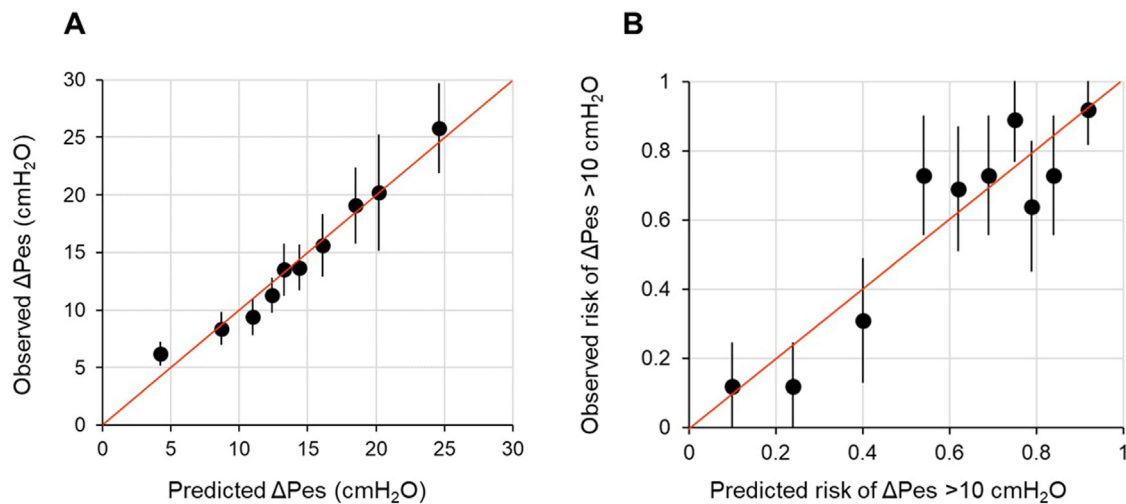 A
30
25
20
15
10
5
0
Observed ΔPes (cmH₂O)
0 5 10 15 20 25 30
Predicted ΔPes (cmH₂O)
B
1
0.8
0.6
0.4
0.2
0
Observed risk of ΔPes >10 cmH₂O
0 0.2 0.4 0.6 0.8 1
Predicted risk of ΔPes >10 cmH₂O